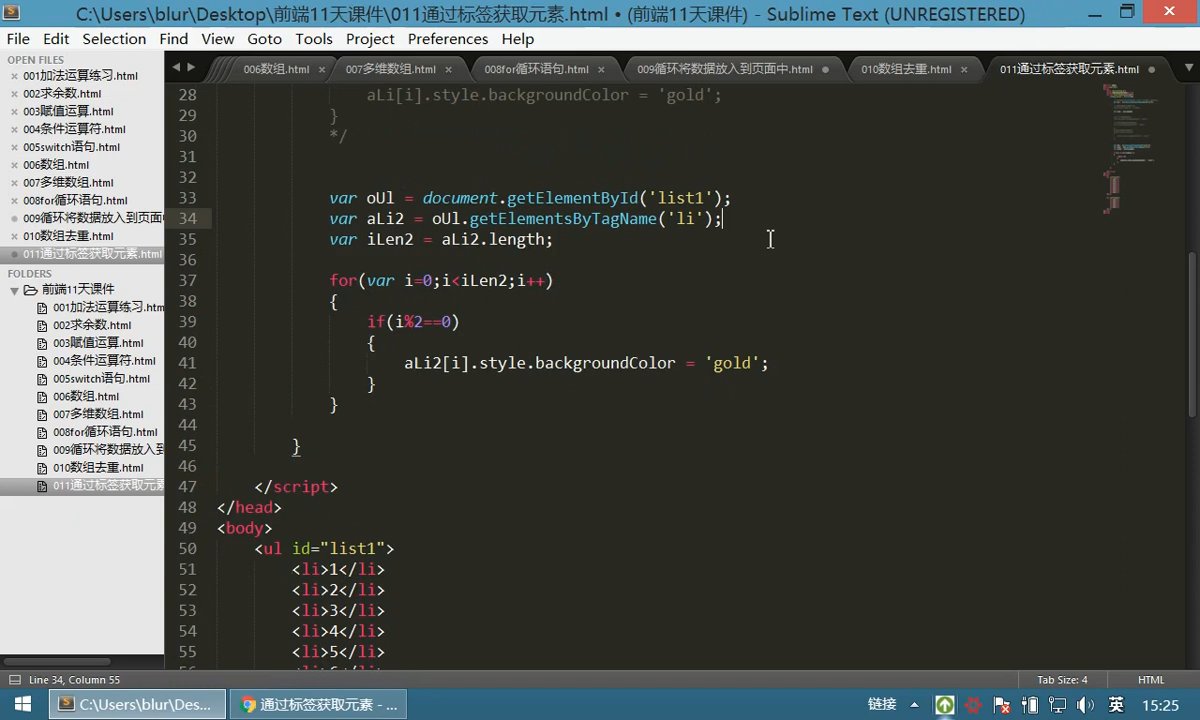 C:\Users\blur\Desktop\前端11天课件\011通过标签获取元素.html • (前端11天课件) - Sublime Text (UNREGISTERED)
File Edit Selection Find View Goto Tools Project Preferences Help
OPEN FILES
001加法运算练习.html
002求余数.html
003赋值运算.html
004条件运算符.html
005switch语句.html
006数组.html
007多维数组.html
008for循环语句.html
009循环将数据放入到页面
010数组去重.html
011通过标签获取元素.html
FOLDERS
前端11天课件
001加法运算练习.htm
002求余数.html
003赋值运算.html
004条件运算符.html
005switch语句.html
006数组.html
007多维数组.html
008for循环语句.html
009循环将数据放入到
010数组去重.html
011通过标签获取元素
006数组.html 007多维数组.html 008for循环语句.html 009循环将数据放入到页面中.html 010数组去重.html 011通过标签获取元素.html
28 aLi[i].style.backgroundColor = 'gold';
29 }
30 */
31
32
33 var oUl = document.getElementById('list1');
34 var aLi2 = oUl.getElementsByTagName('li');
35 var iLen2 = aLi2.length;
36
37 for(var i=0;i<iLen2;i++)
38 {
39 if(i%2==0)
40 {
41 aLi2[i].style.backgroundColor = 'gold';
42 }
43 }
44
45 }
46
47 </script>
48 </head>
49 <body>
50 <ul id="list1">
51 <li>1</li>
52 <li>2</li>
53 <li>3</li>
54 <li>4</li>
55 <li>5</li>
Line 34, Column 55 Tab Size: 4 HTML
C:\Users\blur\Des... 通过标签获取元素 - ... 链接 英 15:25